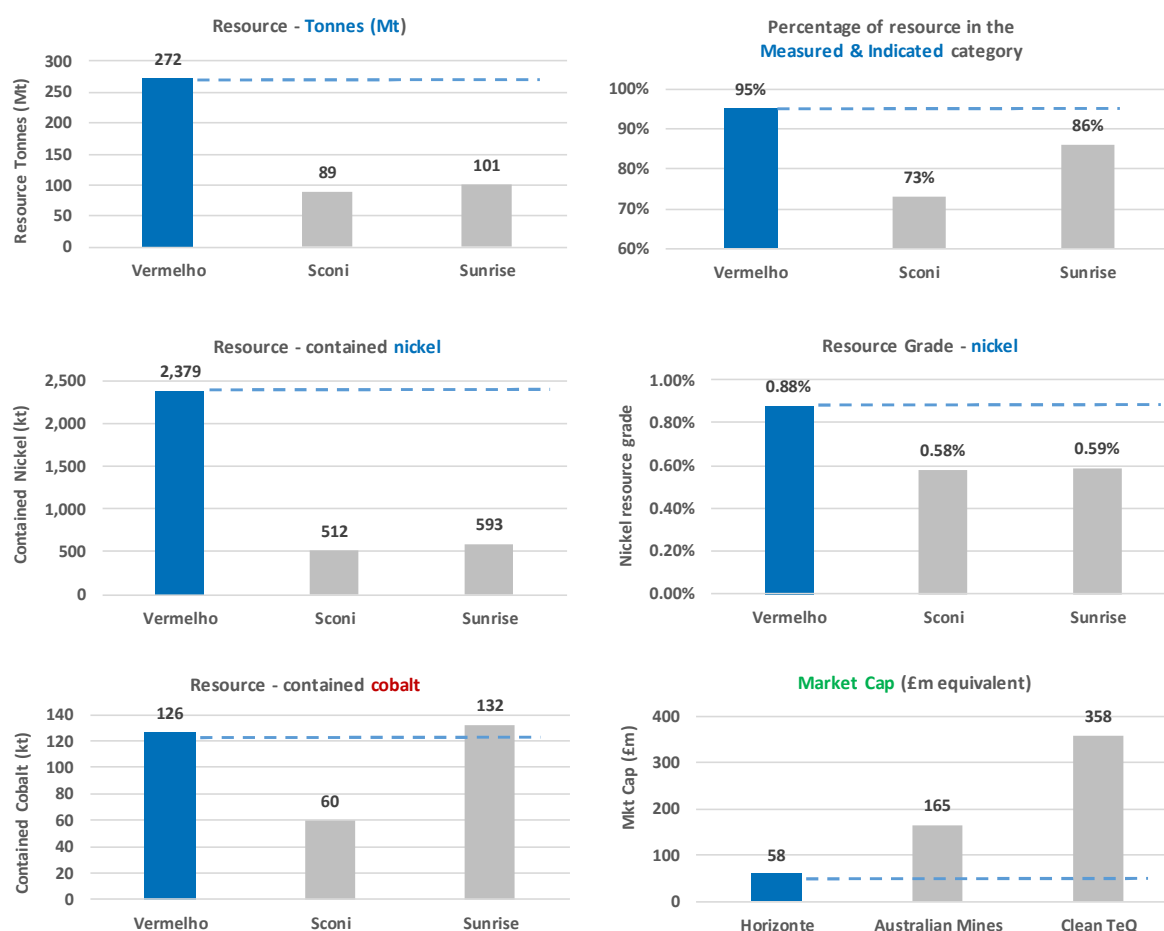 Resource - Tonnes (Mt)
Resource Tonnes (Mt)
300
250
200
150
100
50
0
272
89
101
Vermelho
Sconi
Sunrise
Percentage of resource in the
Measured & Indicated category
100%
90%
80%
70%
60%
95%
73%
86%
Vermelho
Sconi
Sunrise
Resource - contained nickel
Contained Nickel (kt)
2,500
2,000
1,500
1,000
500
0
2,379
512
593
Vermelho
Sconi
Sunrise
Resource Grade - nickel
Nickel resource grade
1.00%
0.80%
0.60%
0.40%
0.20%
0.00%
0.88%
0.58%
0.59%
Vermelho
Sconi
Sunrise
Resource - contained cobalt
Contained Cobalt (kt)
140
120
100
80
60
40
20
0
126
60
132
Vermelho
Sconi
Sunrise
Market Cap (£m equivalent)
Mkt Cap (£m)
400
300
200
100
0
58
165
358
Horizonte
Australian Mines
Clean TeQ